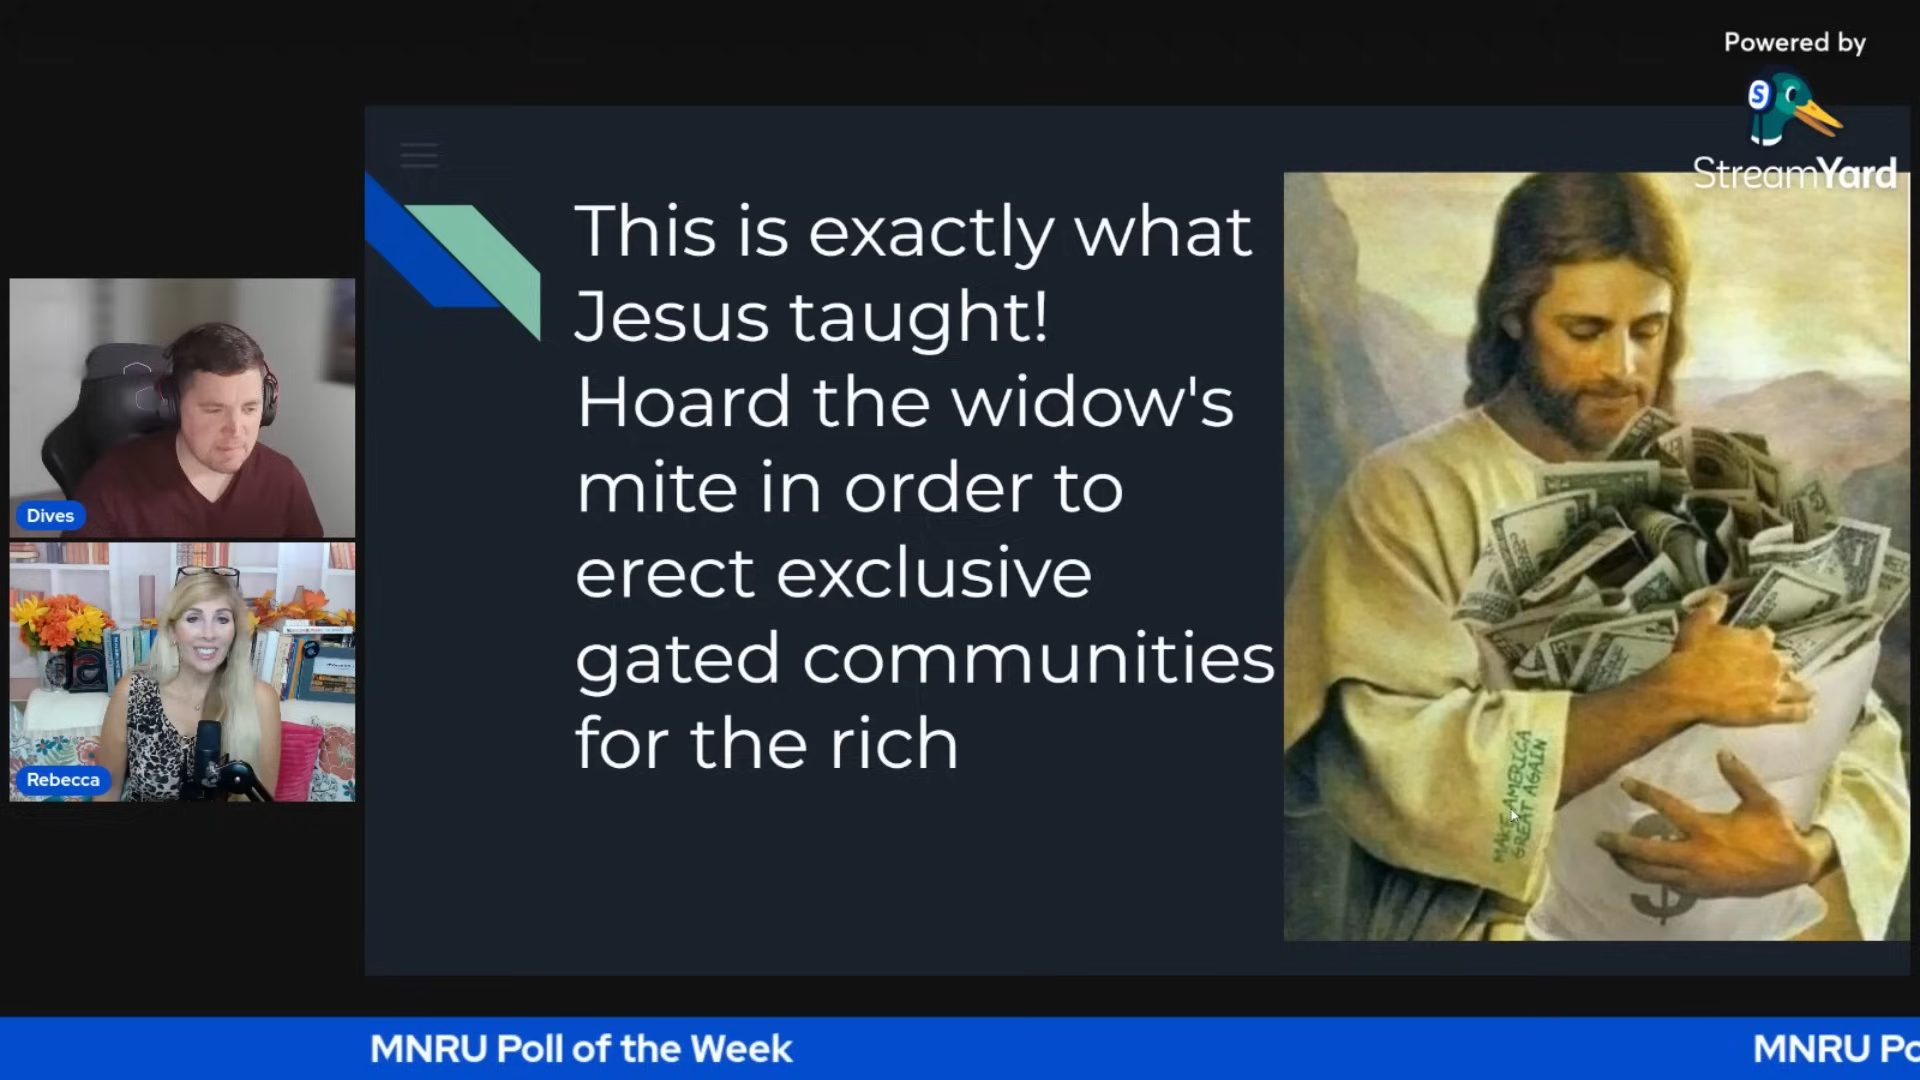 Powered by
StreamYard
This is exactly what
Jesus taught!
Hoard the widow's
mite in order to
erect exclusive
gated communities
for the rich
MAKE AMERICA
GREAT AGAIN
$
Dives
Rebecca
MNRU Poll of the Week
MNRU Po